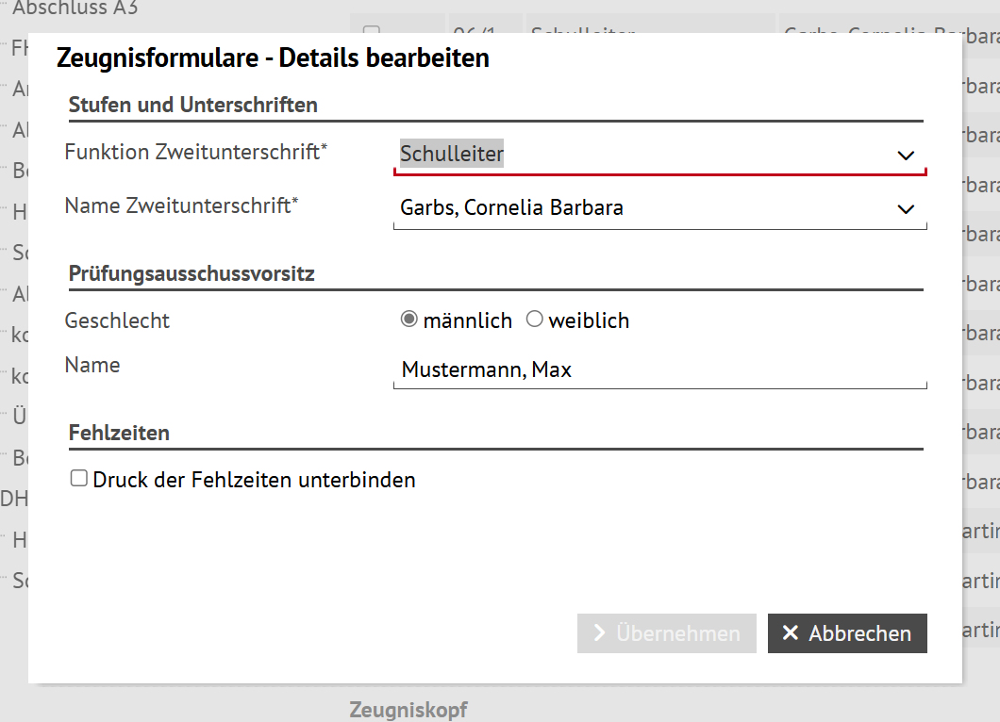 Abschluss A3
Zeugnisformulare - Details bearbeiten
Stufen und Unterschriften
Funktion Zweitunterschrift*
Schulleiter
Name Zweitunterschrift*
Garbs, Cornelia Barbara
Prüfungsausschussvorsitz
Geschlecht
männlich weiblich
Name
Mustermann, Max
Fehlzeiten
Druck der Fehlzeiten unterbinden
Übernehmen
Abbrechen
Zeugniskopf